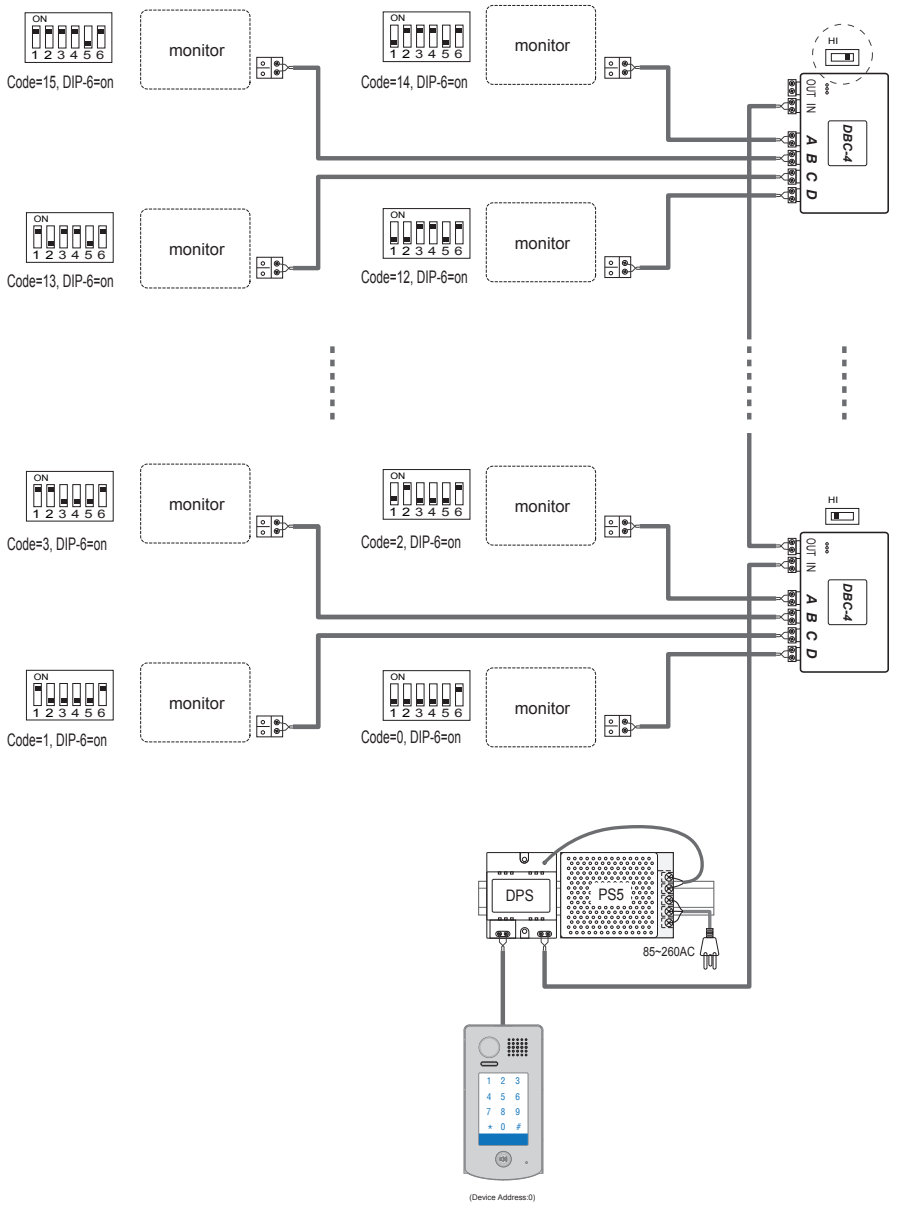 ON
1 2 3 4 5 6
Code=15, DIP-6=on
monitor
ON
1 2 3 4 5 6
Code=14, DIP-6=on
monitor
HI
OUT IN
A B C D
DBC-4
ON
1 2 3 4 5 6
Code=13, DIP-6=on
monitor
ON
1 2 3 4 5 6
Code=12, DIP-6=on
monitor
ON
1 2 3 4 5 6
Code=3, DIP-6=on
monitor
ON
1 2 3 4 5 6
Code=2, DIP-6=on
monitor
HI
OUT IN
A B C D
DBC-4
ON
1 2 3 4 5 6
Code=1, DIP-6=on
monitor
ON
1 2 3 4 5 6
Code=0, DIP-6=on
monitor
DPS
PS5
85~260AC
1 2 3
4 5 6
7 8 9
* 0 #
(Device Address:0)